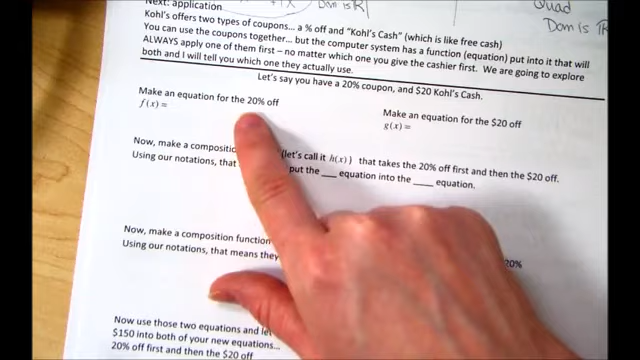 Next: application
Dom is ℝ
Quad
Dom is ℝ
Kohl's offers two types of coupons... a % off and "Kohl's Cash" (which is like free cash)
You can use the coupons together... but the computer system has a function (equation) put into it that will
ALWAYS apply one of them first – no matter which one you give the cashier first. We are going to explore
both and I will tell you which one they actually use.
Let's say you have a 20% coupon, and $20 Kohl's Cash.
Make an equation for the 20% off
f(x) =
Make an equation for the $20 off
g(x) =
Now, make a (let's call it h(x)) that takes the 20% off first and then the $20 off.
Using our notations, that put the ___ equation into the ____ equation.
Now, make a composition function
Using our notations, that means they 20%
Now use those two equations and let
$150 into both of your new equations...
20% off first and then the $20 off